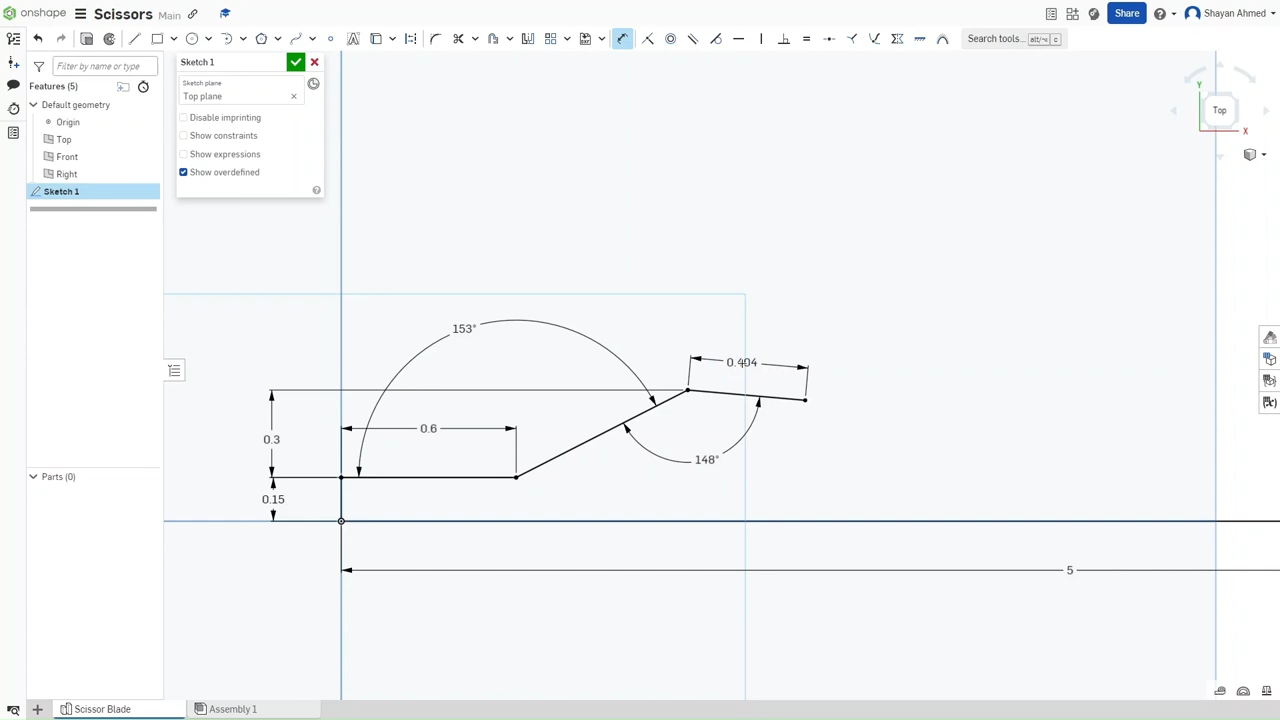 onshape Scissors Main Share Shayan Ahmed
Search tools... alt/⌥ c
Filter by name or type
Sketch 1
Sketch plane
Top plane
Features (5)
Default geometry
Disable imprinting
Origin
Show constraints
Top
Show expressions
Front
Show overdefined
Right
Sketch 1
Y
Top
X
153°
0.494
0.6
0.3
148°
0.15
Parts (0)
5
Scissor Blade
Assembly 1